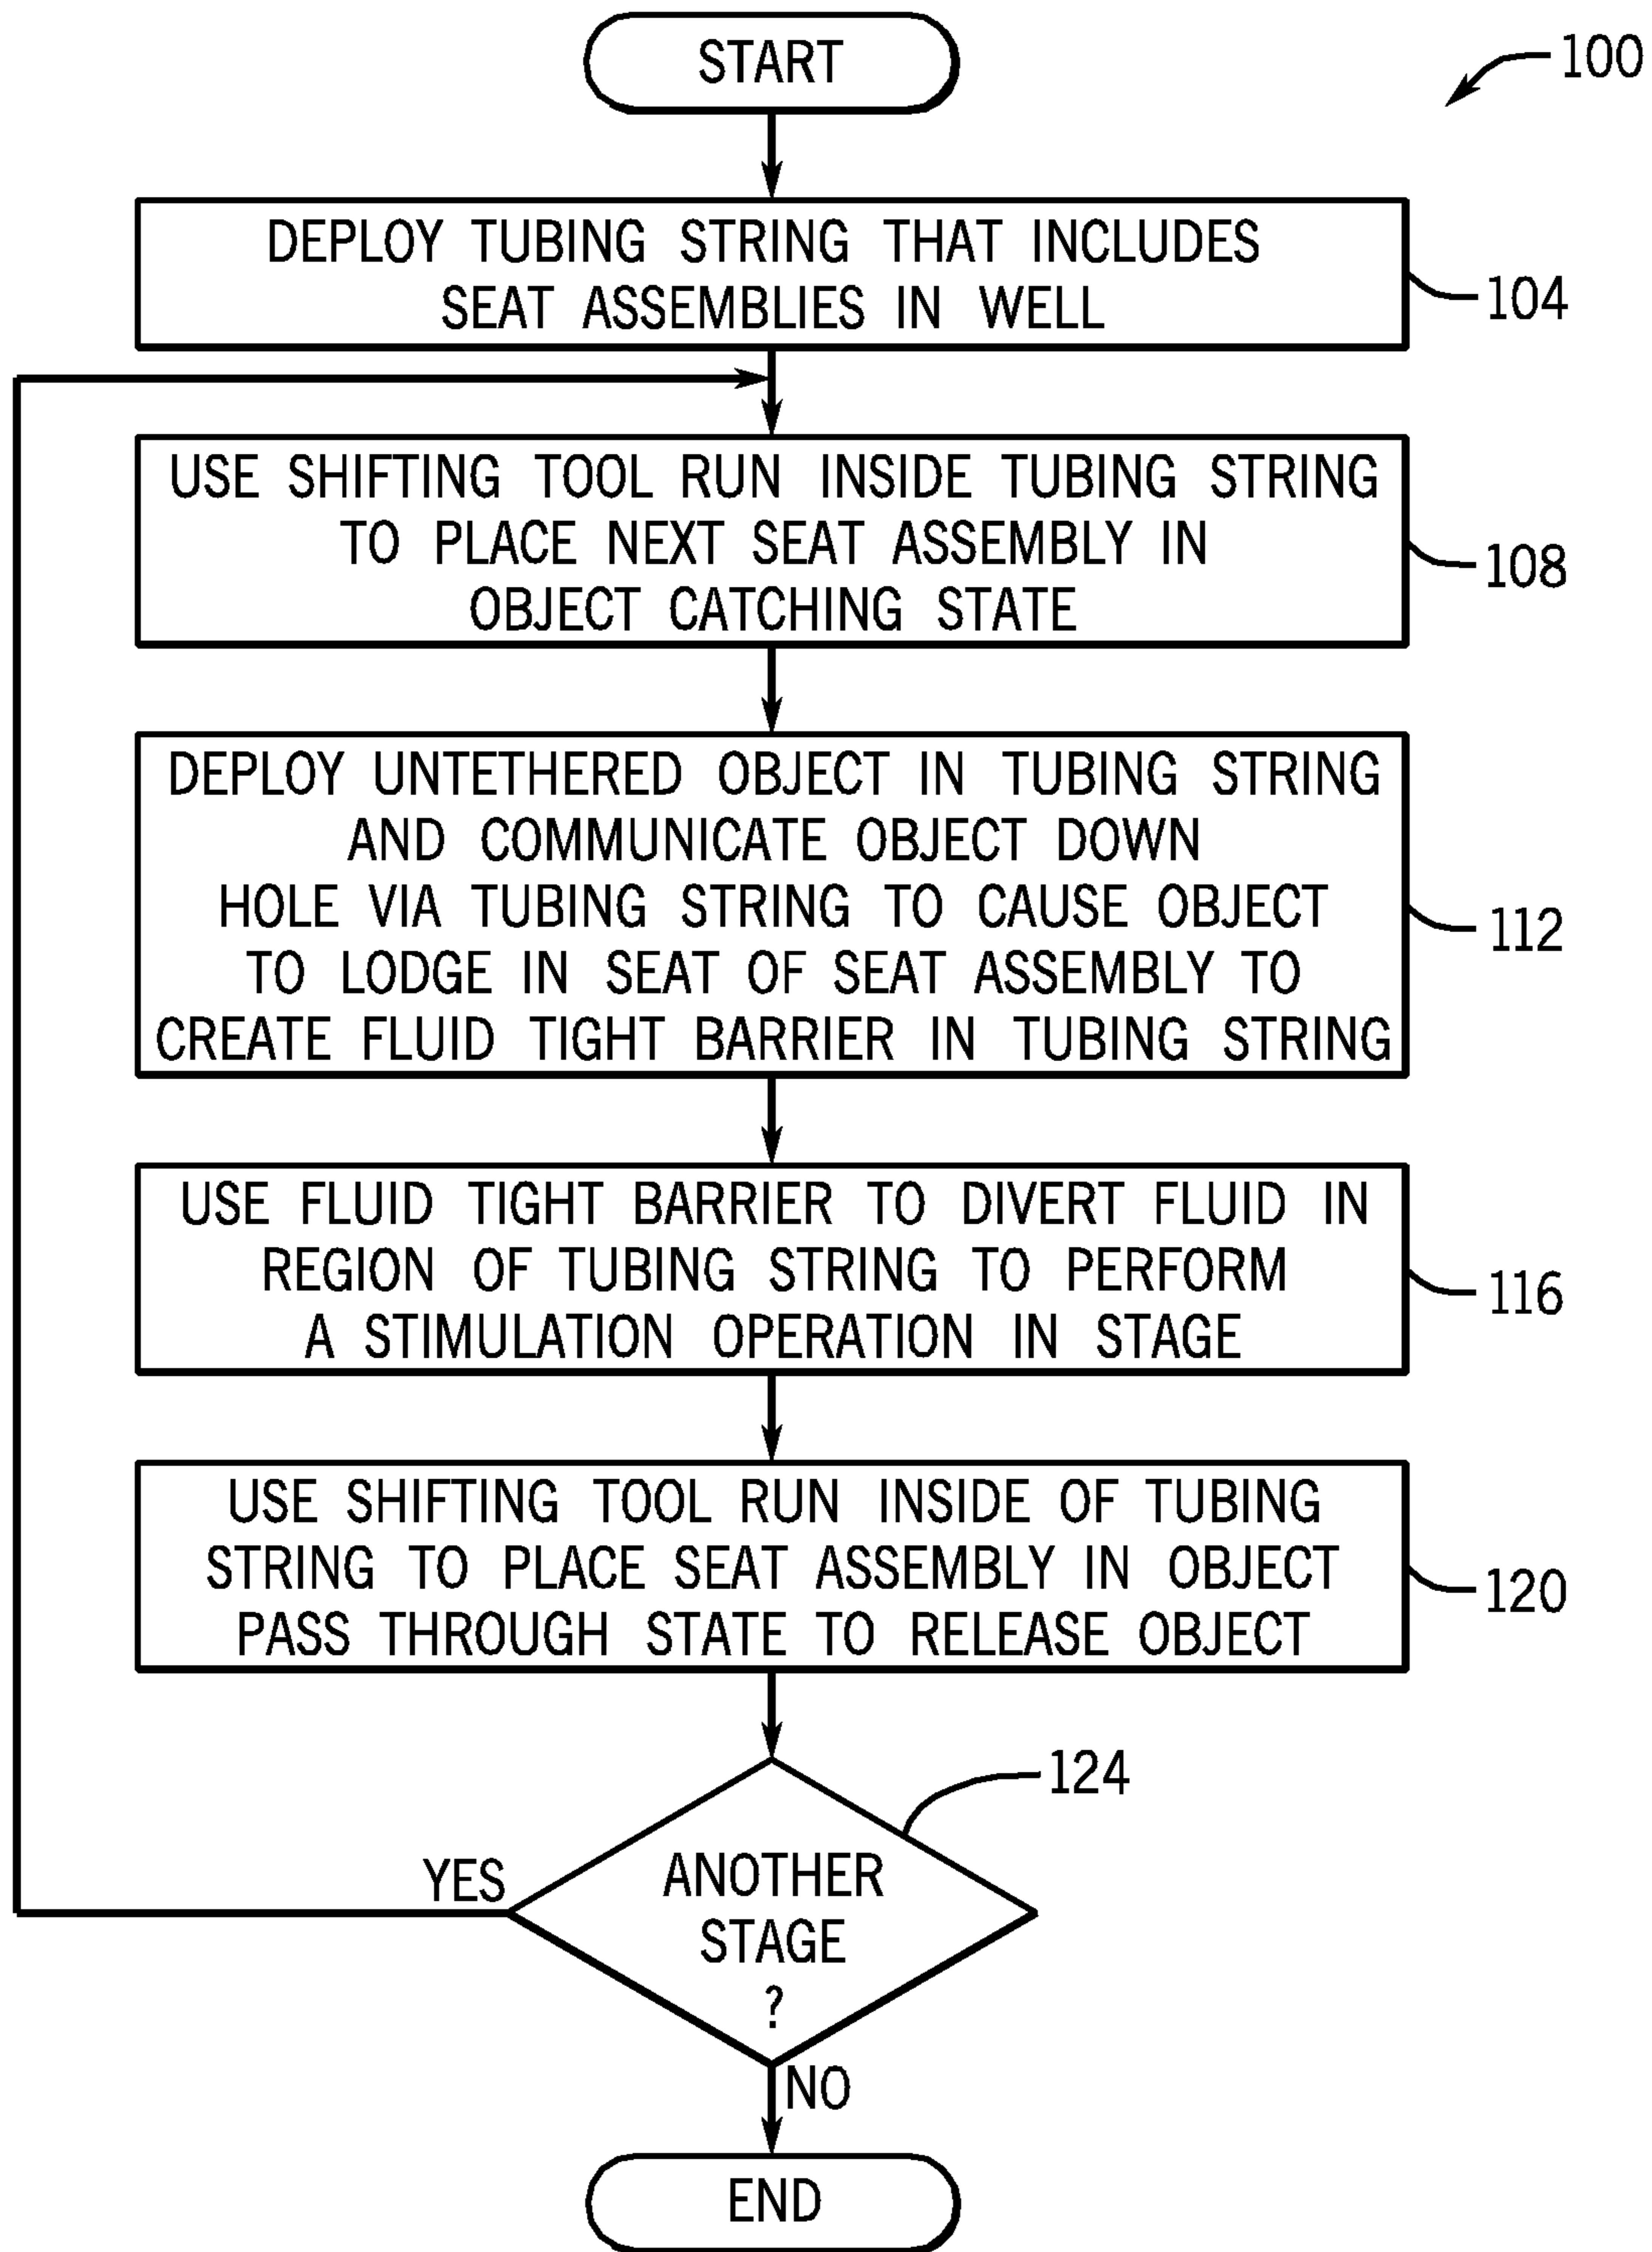 START
100
DEPLOY TUBING STRING THAT INCLUDES
SEAT ASSEMBLIES IN WELL
104
USE SHIFTING TOOL RUN INSIDE TUBING STRING
TO PLACE NEXT SEAT ASSEMBLY IN
OBJECT CATCHING STATE
108
DEPLOY UNTETHERED OBJECT IN TUBING STRING
AND COMMUNICATE OBJECT DOWN
HOLE VIA TUBING STRING TO CAUSE OBJECT
TO LODGE IN SEAT OF SEAT ASSEMBLY TO
CREATE FLUID TIGHT BARRIER IN TUBING STRING
112
USE FLUID TIGHT BARRIER TO DIVERT FLUID IN
REGION OF TUBING STRING TO PERFORM
A STIMULATION OPERATION IN STAGE
116
USE SHIFTING TOOL RUN INSIDE OF TUBING
STRING TO PLACE SEAT ASSEMBLY IN OBJECT
PASS THROUGH STATE TO RELEASE OBJECT
120
124
YES
ANOTHER
STAGE
?
NO
END